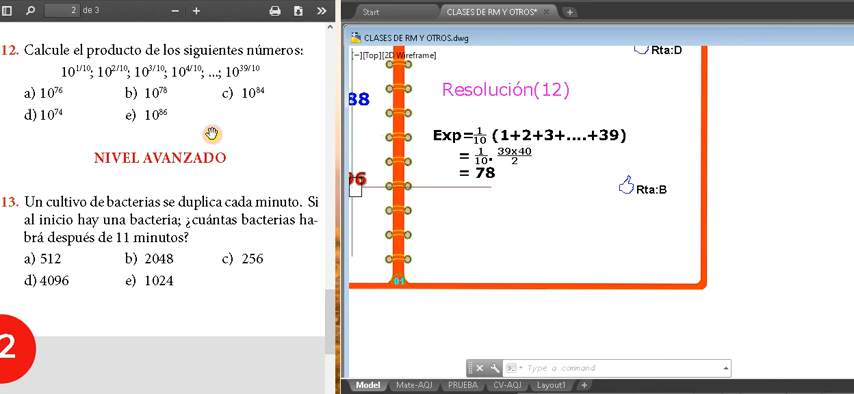 2 de 3
12. Calcule el producto de los siguientes números:
10^1/10; 10^2/10; 10^3/10; 10^4/10; ...; 10^39/10
a) 10^76 b) 10^78 c) 10^84
d) 10^74 e) 10^86
NIVEL AVANZADO
13. Un cultivo de bacterias se duplica cada minuto. Si
al inicio hay una bacteria; ¿cuántas bacterias ha-
brá después de 11 minutos?
a) 512 b) 2048 c) 256
d) 4096 e) 1024
2
Start CLASES DE RM Y OTROS*
CLASES DE RM Y OTROS.dwg
[−][Top][2D Wireframe]
Rta:D
88
Resolución(12)
Exp=1/10 (1+2+3+....+39)
= 1/10 . 39x40/2
= 78
96
Rta:B
01
Type a command
Model Mate-AQJ PRUEBA CV-AQJ Layout1